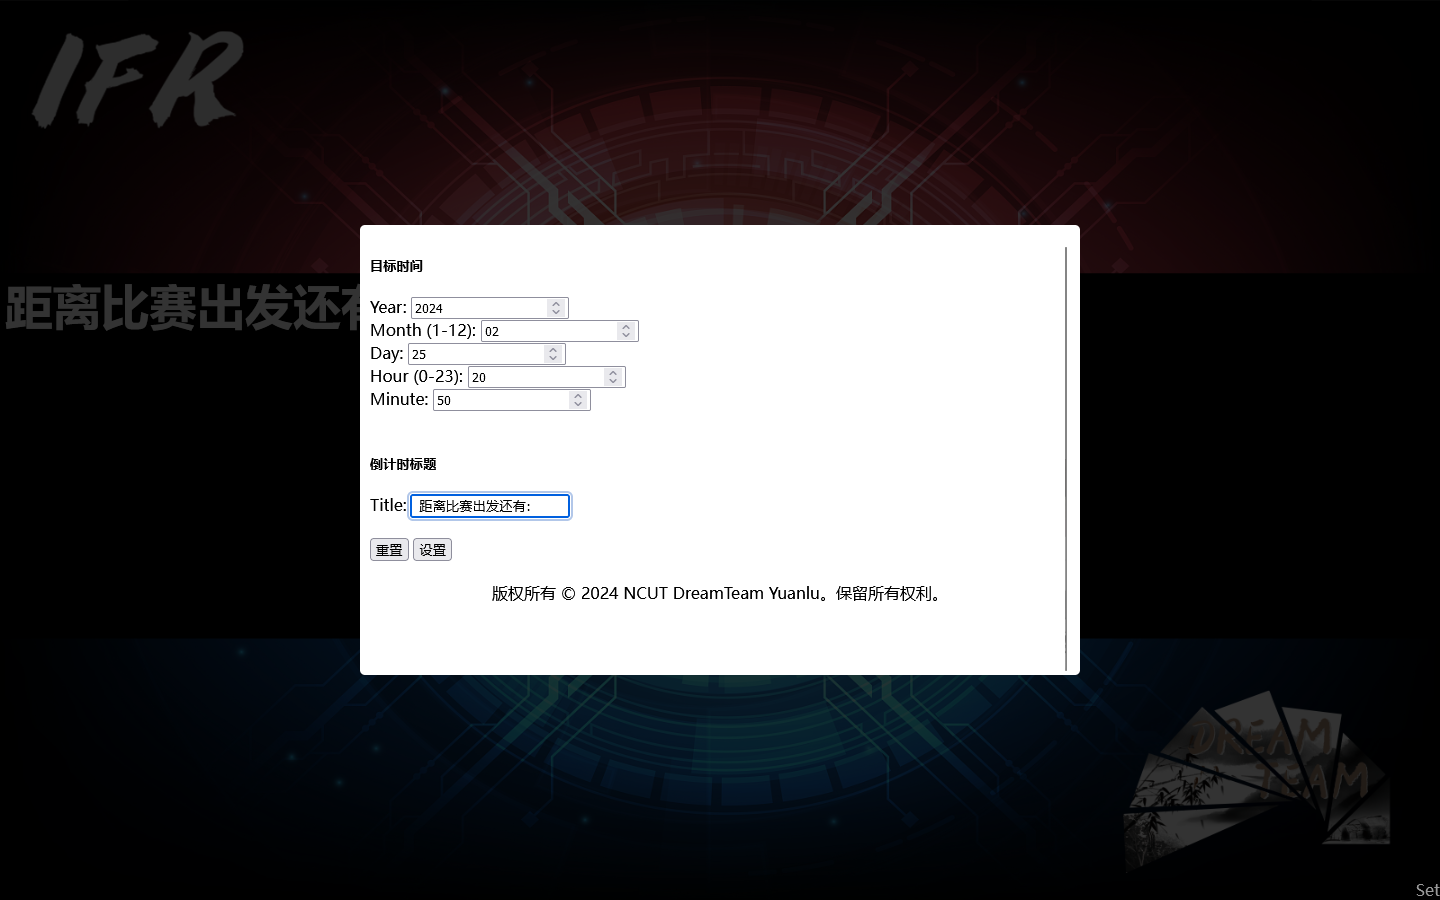 IFR
距离比赛出发还有
目标时间
Year: 2024
Month (1-12): 02
Day: 25
Hour (0-23): 20
Minute: 50
倒计时标题
Title: 距离比赛出发还有:
重置 设置
版权所有 © 2024 NCUT DreamTeam Yuanlu。保留所有权利。
DREAM
TEAM
Set